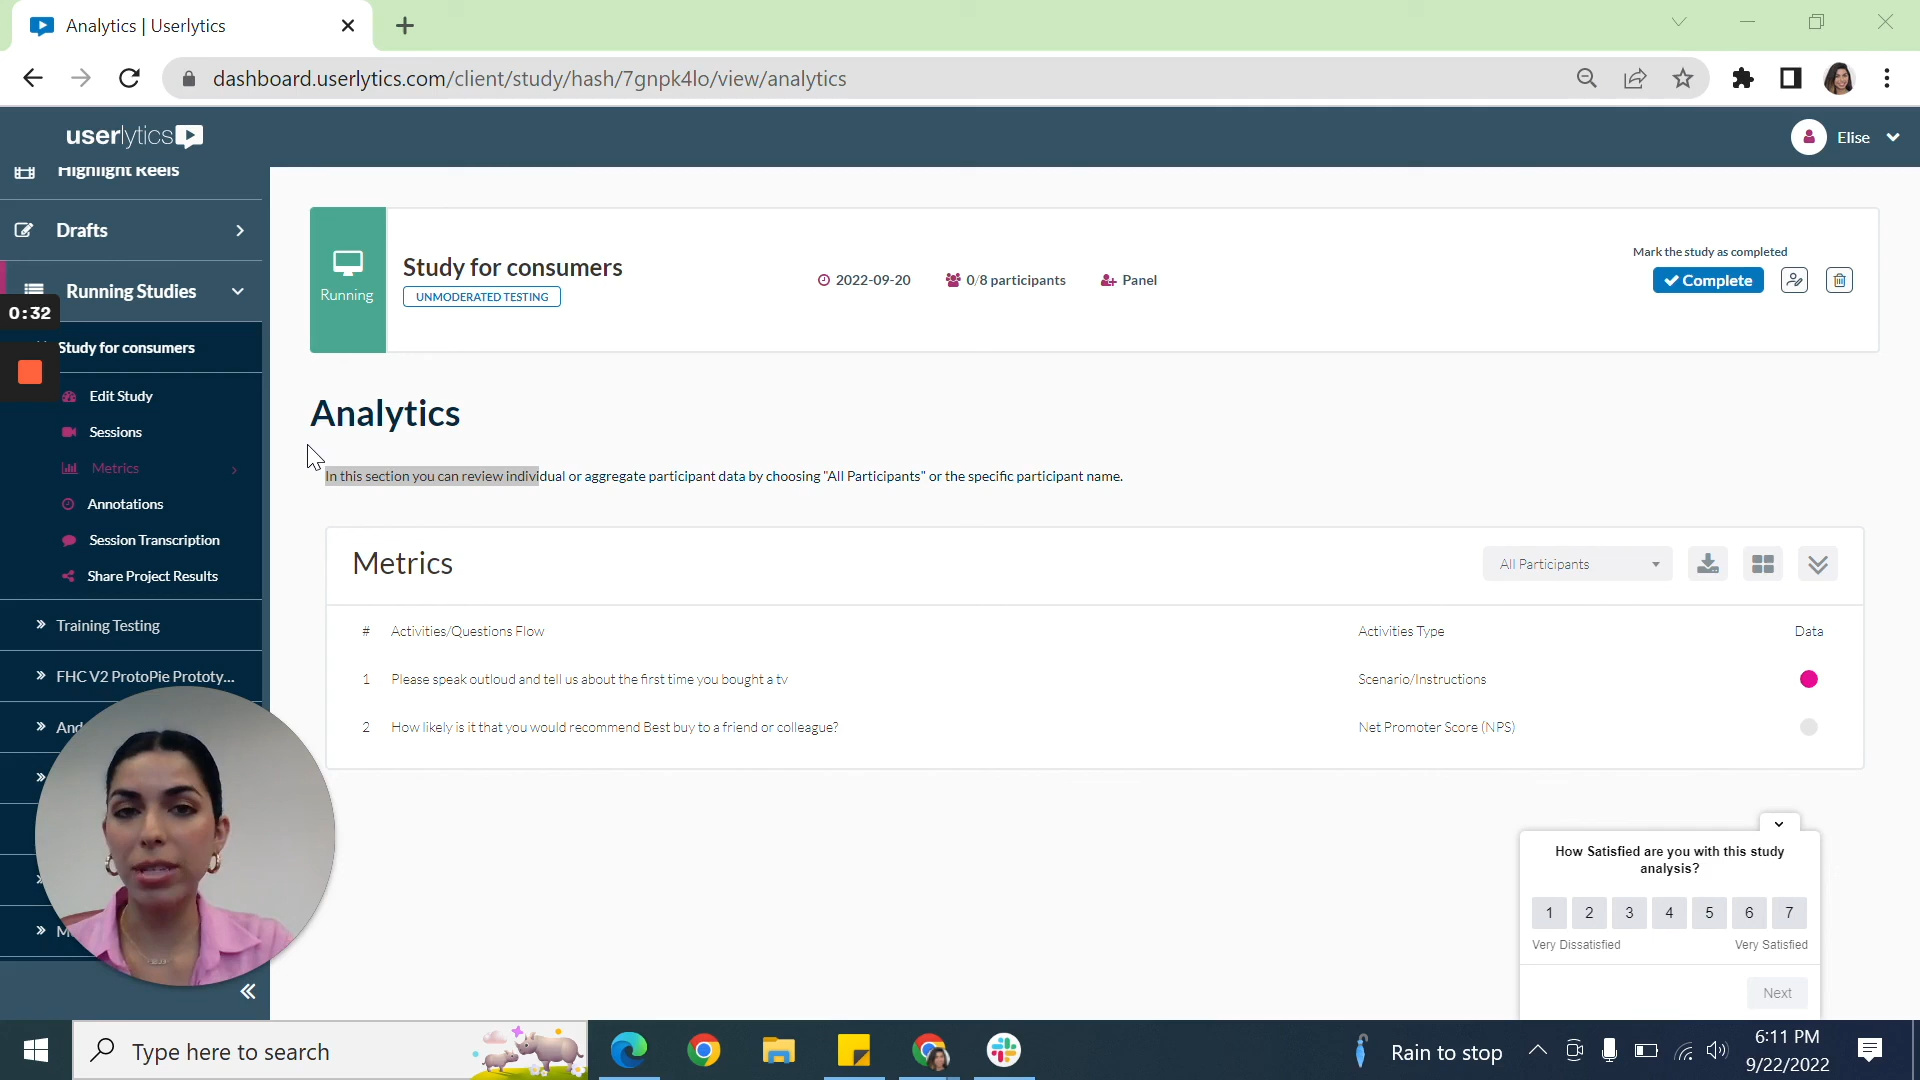 Analytics | Userlytics
dashboard.userlytics.com/client/study/hash/7gnpk4lo/view/analytics
userlytics
Elise
Highlight Reels
Drafts
Running Studies
0:32
Study for consumers
Edit Study
Sessions
Metrics
Annotations
Session Transcription
Share Project Results
Training Testing
FHC V2 ProtoPie Prototy...
Running
Study for consumers
UNMODERATED TESTING
2022-09-20
0/8 participants
Panel
Mark the study as completed
Complete
Analytics
In this section you can review individual or aggregate participant data by choosing "All Participants" or the specific participant name.
Metrics
All Participants
# Activities/Questions Flow Activities Type Data
1 Please speak outloud and tell us about the first time you bought a tv Scenario/Instructions
2 How likely is it that you would recommend Best buy to a friend or colleague? Net Promoter Score (NPS)
How Satisfied are you with this study
analysis?
1 2 3 4 5 6 7
Very Dissatisfied Very Satisfied
Next
Type here to search
Rain to stop
6:11 PM
9/22/2022